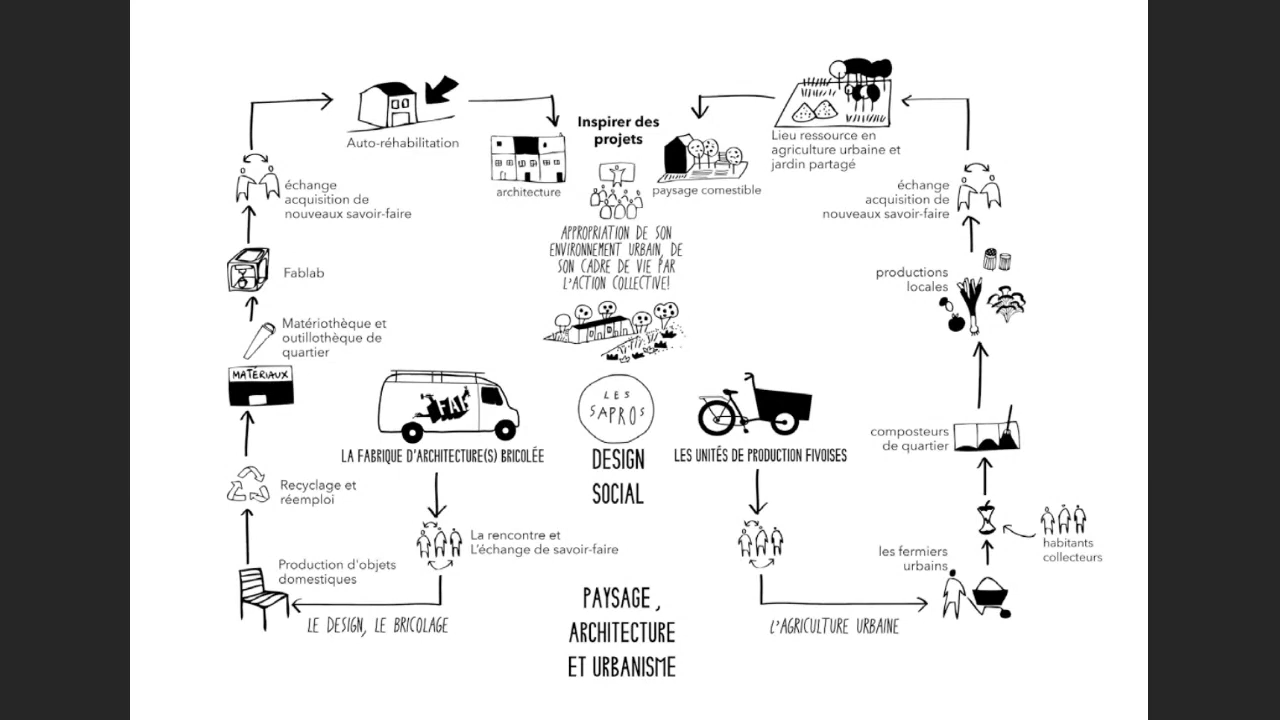 Auto-réhabilitation
architecture
Inspirer des
projets
paysage comestible
Lieu ressource en
agriculture urbaine et
jardin partagé
échange
acquisition de
nouveaux savoir-faire
APPROPRIATION DE SON
ENVIRONNEMENT URBAIN, DE
SON CADRE DE VIE PAR
L'ACTION COLLECTIVE!
échange
acquisition de
nouveaux savoir-faire
Fablab
productions
locales
Matériothèque et
outillothèque de
quartier
MATÉRIAUX
FAB
LES
SAPROS
LA FABRIQUE D'ARCHITECTURE(S) BRICOLÉE
DESIGN
SOCIAL
LES UNITÉS DE PRODUCTION FIVOISES
composteurs
de quartier
Recyclage et
réemploi
La rencontre et
L'échange de savoir-faire
habitants
collecteurs
les fermiers
urbains
Production d'objets
domestiques
LE DESIGN, LE BRICOLAGE
PAYSAGE,
ARCHITECTURE
ET URBANISME
L'AGRICULTURE URBAINE